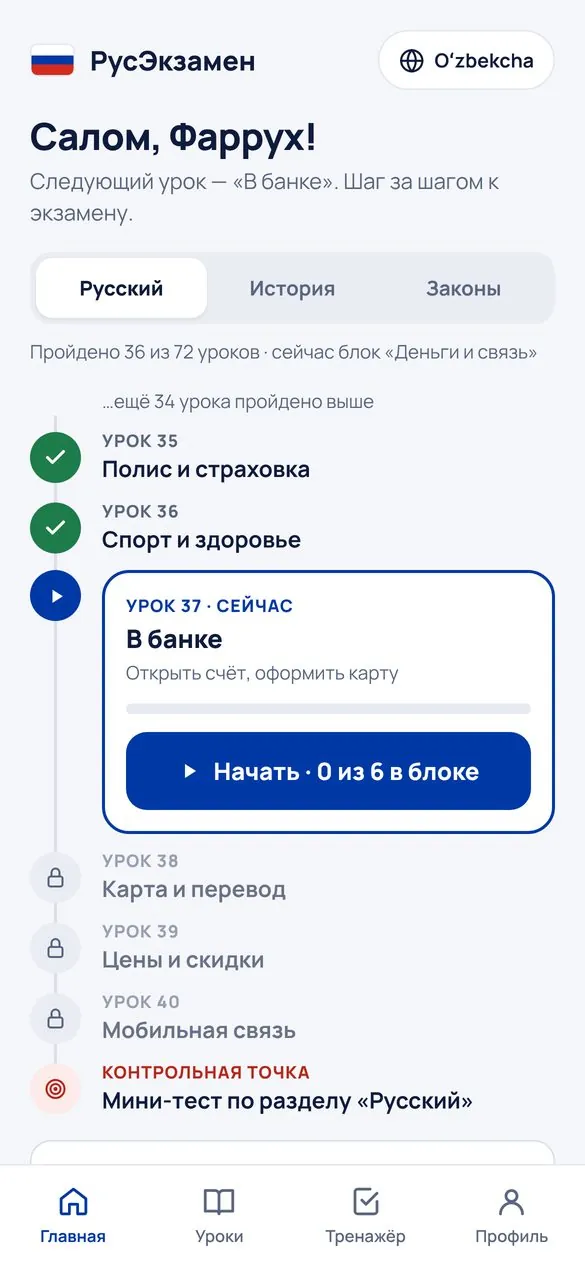 РусЭкзамен
Oʻzbekcha
Салом, Фаррух!
Следующий урок — «В банке». Шаг за шагом к
экзамену.
Русский
История
Законы
Пройдено 36 из 72 уроков · сейчас блок «Деньги и связь»
...ещё 34 урока пройдено выше
УРОК 35
Полис и страховка
УРОК 36
Спорт и здоровье
УРОК 37 · СЕЙЧАС
В банке
Открыть счёт, оформить карту
Начать · 0 из 6 в блоке
УРОК 38
Карта и перевод
УРОК 39
Цены и скидки
УРОК 40
Мобильная связь
КОНТРОЛЬНАЯ ТОЧКА
Мини-тест по разделу «Русский»
Главная
Уроки
Тренажёр
Профиль